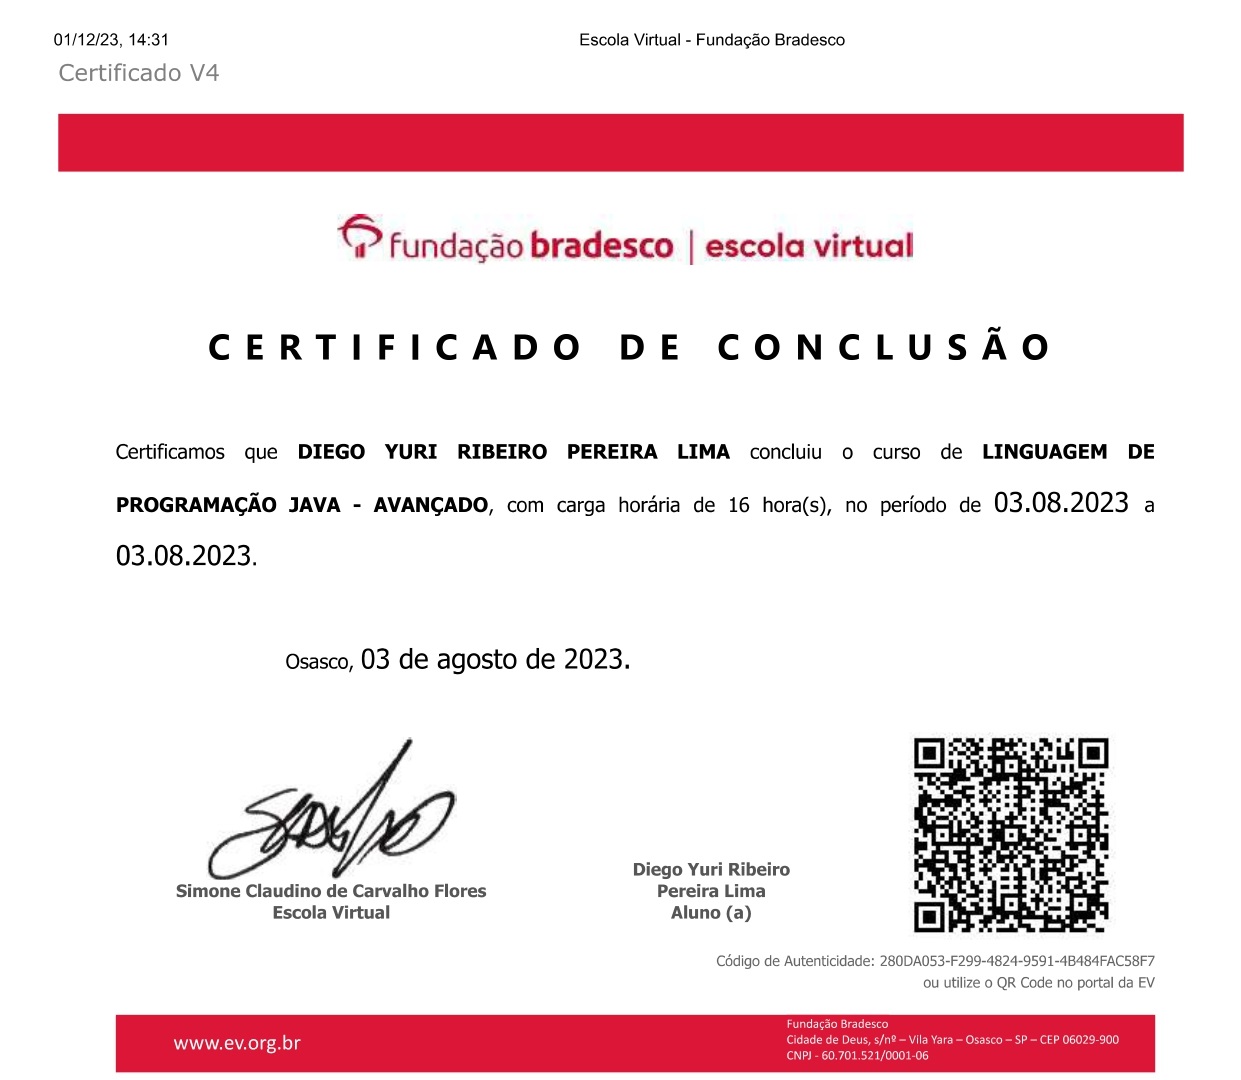 01/12/23, 14:31 Escola Virtual - Fundação Bradesco
Certificado V4
fundação bradesco | escola virtual
CERTIFICADO DE CONCLUSÃO
Certificamos que DIEGO YURI RIBEIRO PEREIRA LIMA concluiu o curso de LINGUAGEM DE
PROGRAMAÇÃO JAVA - AVANÇADO, com carga horária de 16 hora(s), no período de 03.08.2023 a
03.08.2023.
Osasco, 03 de agosto de 2023.
Simone Claudino de Carvalho Flores
Escola Virtual
Diego Yuri Ribeiro
Pereira Lima
Aluno (a)
Código de Autenticidade: 280DA053-F299-4824-9591-4B484FAC58F7
ou utilize o QR Code no portal da EV
www.ev.org.br
Fundação Bradesco
Cidade de Deus, s/nº – Vila Yara – Osasco – SP – CEP 06029-900
CNPJ - 60.701.521/0001-06